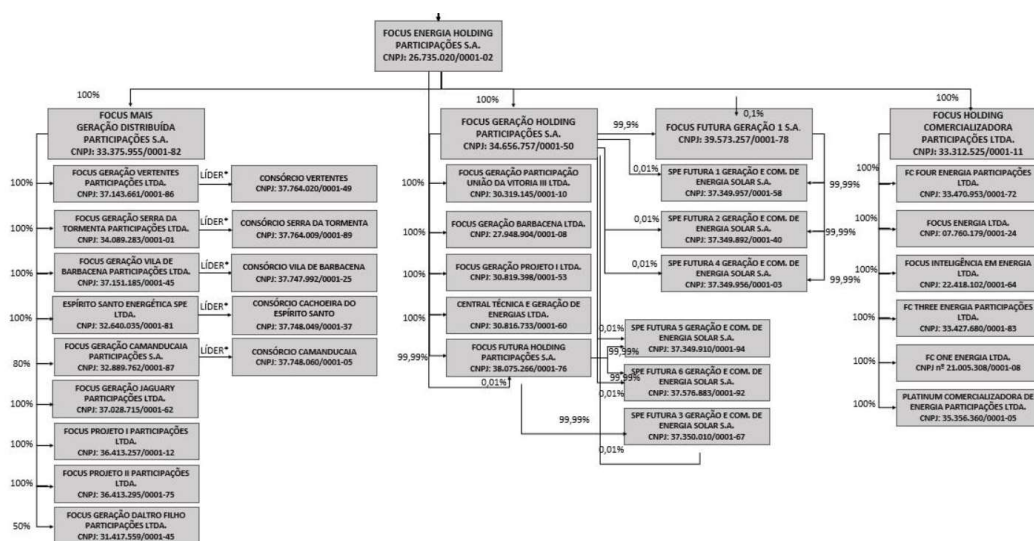 FOCUS ENERGIA HOLDING
PARTICIPAÇÕES S.A.
CNPJ: 26.735.020/0001-02
100%
FOCUS MAIS
GERAÇÃO DISTRIBUÍDA
PARTICIPAÇÕES S.A.
CNPJ: 33.375.955/0001-82
100%
FOCUS GERAÇÃO VERTENTES
PARTICIPAÇÕES LTDA.
CNPJ: 37.143.661/0001-86
LÍDER*
CONSÓRCIO VERTENTES
CNPJ: 37.764.020/0001-49
100%
FOCUS GERAÇÃO SERRA DA
TORMENTA PARTICIPAÇÕES LTDA.
CNPJ: 34.089.283/0001-01
LÍDER*
CONSÓRCIO SERRA DA TORMENTA
CNPJ: 37.764.009/0001-89
100%
FOCUS GERAÇÃO VILA DE
BARBACENA PARTICIPAÇÕES LTDA.
CNPJ: 37.151.185/0001-45
LÍDER*
CONSÓRCIO VILA DE BARBACENA
CNPJ: 37.747.992/0001-25
100%
ESPÍRITO SANTO ENERGÉTICA SPE
LTDA.
CNPJ: 32.640.035/0001-81
LÍDER*
CONSÓRCIO CACHOEIRA DO
ESPÍRITO SANTO
CNPJ: 37.748.049/0001-37
80%
FOCUS GERAÇÃO CAMANDUCAIA
PARTICIPAÇÕES S.A.
CNPJ: 32.889.762/0001-87
LÍDER*
CONSÓRCIO CAMANDUCAIA
CNPJ: 37.748.060/0001-05
100%
FOCUS GERAÇÃO JAGUARY
PARTICIPAÇÕES LTDA.
CNPJ: 37.028.715/0001-62
100%
FOCUS PROJETO I PARTICIPAÇÕES
LTDA.
CNPJ: 36.413.257/0001-12
100%
FOCUS PROJETO II PARTICIPAÇÕES
LTDA.
CNPJ: 36.413.295/0001-75
50%
FOCUS GERAÇÃO DALTRO FILHO
PARTICIPAÇÕES LTDA.
CNPJ: 31.417.559/0001-45
100%
FOCUS GERAÇÃO HOLDING
PARTICIPAÇÕES S.A.
CNPJ: 34.656.757/0001-50
100%
FOCUS GERAÇÃO PARTICIPAÇÃO
UNIÃO DA VITORIA III LTDA.
CNPJ: 30.319.145/0001-10
100%
FOCUS GERAÇÃO BARBACENA LTDA.
CNPJ: 27.948.904/0001-08
100%
FOCUS GERAÇÃO PROJETO I LTDA.
CNPJ: 30.819.398/0001-53
100%
CENTRAL TÉCNICA E GERAÇÃO DE
ENERGIAS LTDA.
CNPJ: 30.816.733/0001-60
99,99%
FOCUS FUTURA HOLDING
PARTICIPAÇÕES S.A.
CNPJ: 38.075.266/0001-76
0,01%
99,9%
0,1%
FOCUS FUTURA GERAÇÃO 1 S.A.
CNPJ: 39.573.257/0001-78
0,01%
SPE FUTURA 1 GERAÇÃO E COM. DE
ENERGIA SOLAR S.A.
CNPJ: 37.349.957/0001-58
99,99%
0,01%
SPE FUTURA 2 GERAÇÃO E COM. DE
ENERGIA SOLAR S.A.
CNPJ: 37.349.892/0001-40
99,99%
0,01%
SPE FUTURA 4 GERAÇÃO E COM. DE
ENERGIA SOLAR S.A.
CNPJ: 37.349.956/0001-03
99,99%
0,01%
SPE FUTURA 5 GERAÇÃO E COM. DE
ENERGIA SOLAR S.A.
CNPJ: 37.349.910/0001-94
99,99%
SPE FUTURA 6 GERAÇÃO E COM. DE
ENERGIA SOLAR S.A.
CNPJ: 37.576.883/0001-92
99,99%
0,01%
99,99%
SPE FUTURA 3 GERAÇÃO E COM. DE
ENERGIA SOLAR S.A.
CNPJ: 37.350.010/0001-67
0,01%
100%
FOCUS HOLDING
COMERCIALIZADORA
PARTICIPAÇÕES LTDA.
CNPJ: 33.312.525/0001-11
100%
FC FOUR ENERGIA PARTICIPAÇÕES
LTDA.
CNPJ: 33.470.953/0001-72
100%
FOCUS ENERGIA LTDA.
CNPJ: 07.760.179/0001-24
100%
FOCUS INTELIGÊNCIA EM ENERGIA
LTDA.
CNPJ: 22.418.102/0001-64
100%
FC THREE ENERGIA PARTICIPAÇÕES
LTDA.
CNPJ: 33.427.680/0001-83
100%
FC ONE ENERGIA LTDA.
CNPJ nº 21.005.308/0001-08
100%
PLATINUM COMERCIALIZADORA DE
ENERGIA PARTICIPAÇÕES LTDA.
CNPJ: 35.356.360/0001-05